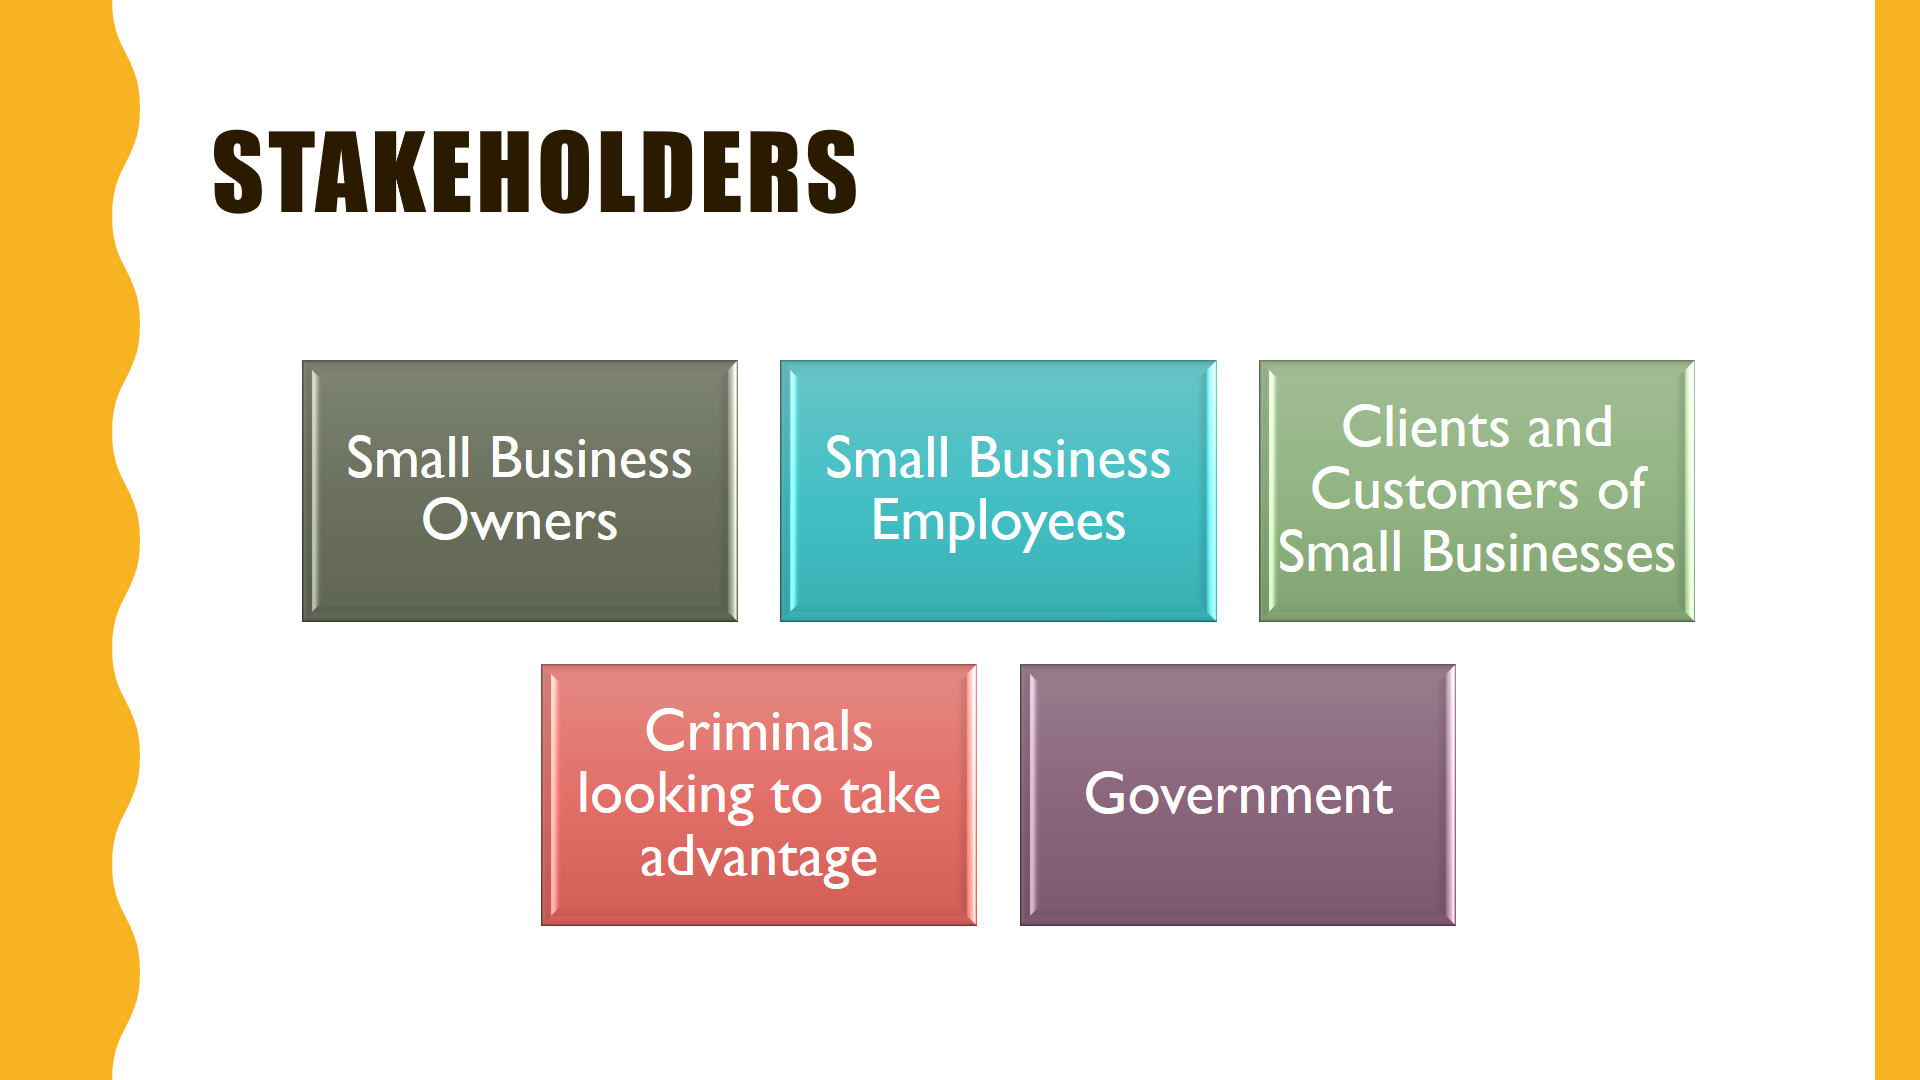 STAKEHOLDERS
Small Business
Owners
Small Business
Employees
Clients and
Customers of
Small Businesses
Criminals
looking to take
advantage
Government